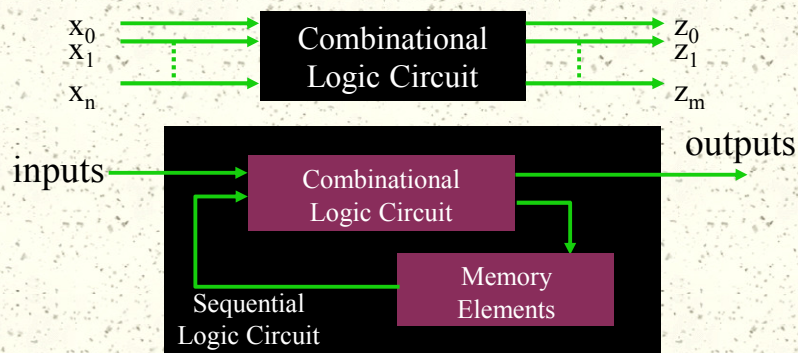 x₀
x₁
xₙ
Combinational
Logic Circuit
z₀
z₁
zₘ
inputs
outputs
Combinational
Logic Circuit
Memory
Elements
Sequential
Logic Circuit